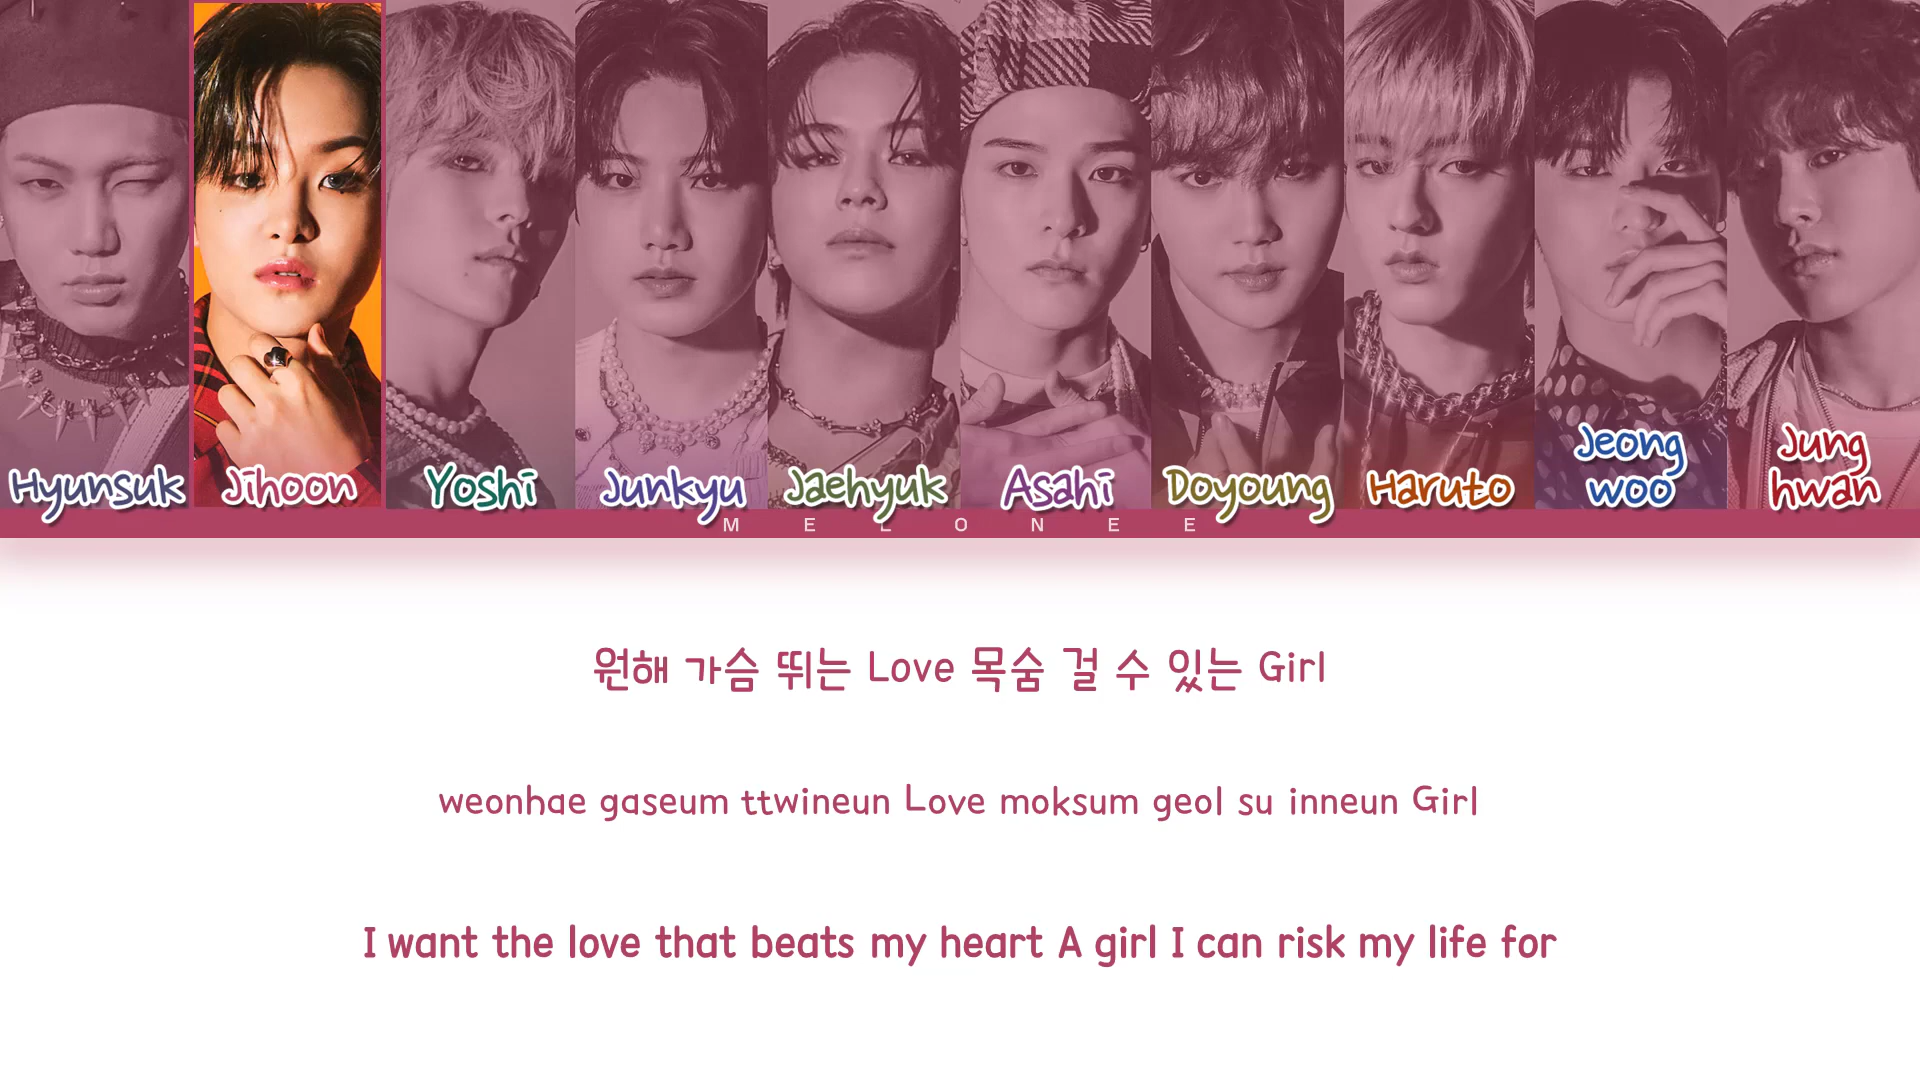 Hyunsuk
Jihoon
Yoshi
Junkyu
Jaehyuk
Asahi
Doyoung
Haruto
Jeong
woo
Jung
hwan
MELONEE
원해 가슴 뛰는 Love 목숨 걸 수 있는 Girl
weonhae gaseum ttwineun Love moksum geol su inneun Girl
I want the love that beats my heart A girl I can risk my life for